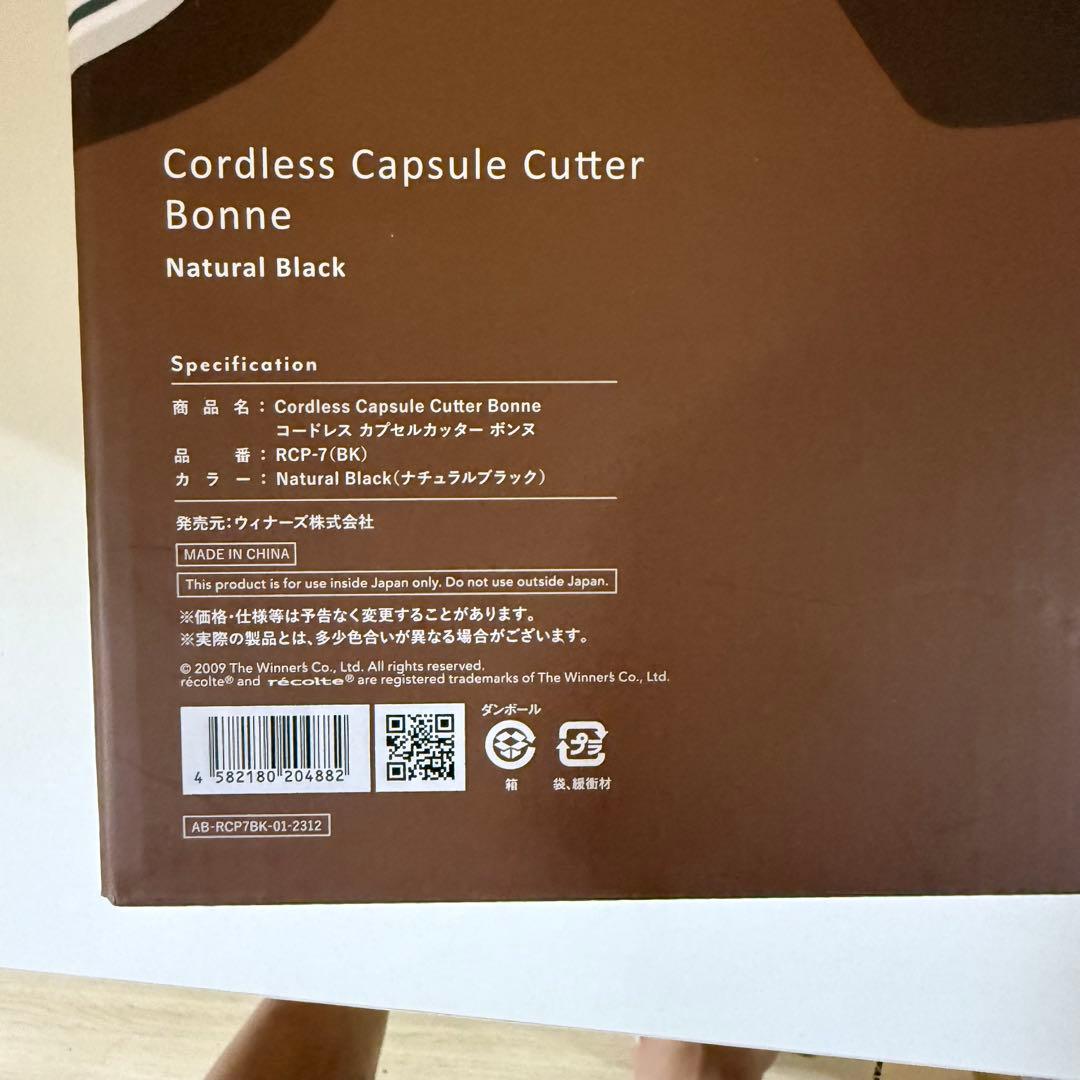 Cordless Capsule Cutter
Bonne
Natural Black
Specification
商品名：Cordless Capsule Cutter Bonne
コードレス カプセルカッター ボンヌ
品番：RCP-7（BK）
カラー：Natural Black（ナチュラルブラック）
発売元：ウィナーズ株式会社
MADE IN CHINA
This product is for use inside Japan only. Do not use outside Japan.
※価格・仕様等は予告なく変更することがあります。
※実際の製品とは、多少色合いが異なる場合がございます。
© 2009 The Winner's Co., Ltd. All rights reserved.
récolte® and récolte® are registered trademarks of The Winner's Co., Ltd.
4 582180 204882
ダンボール
箱
プラ
袋、緩衝材
AB-RCP7BK-01-2312